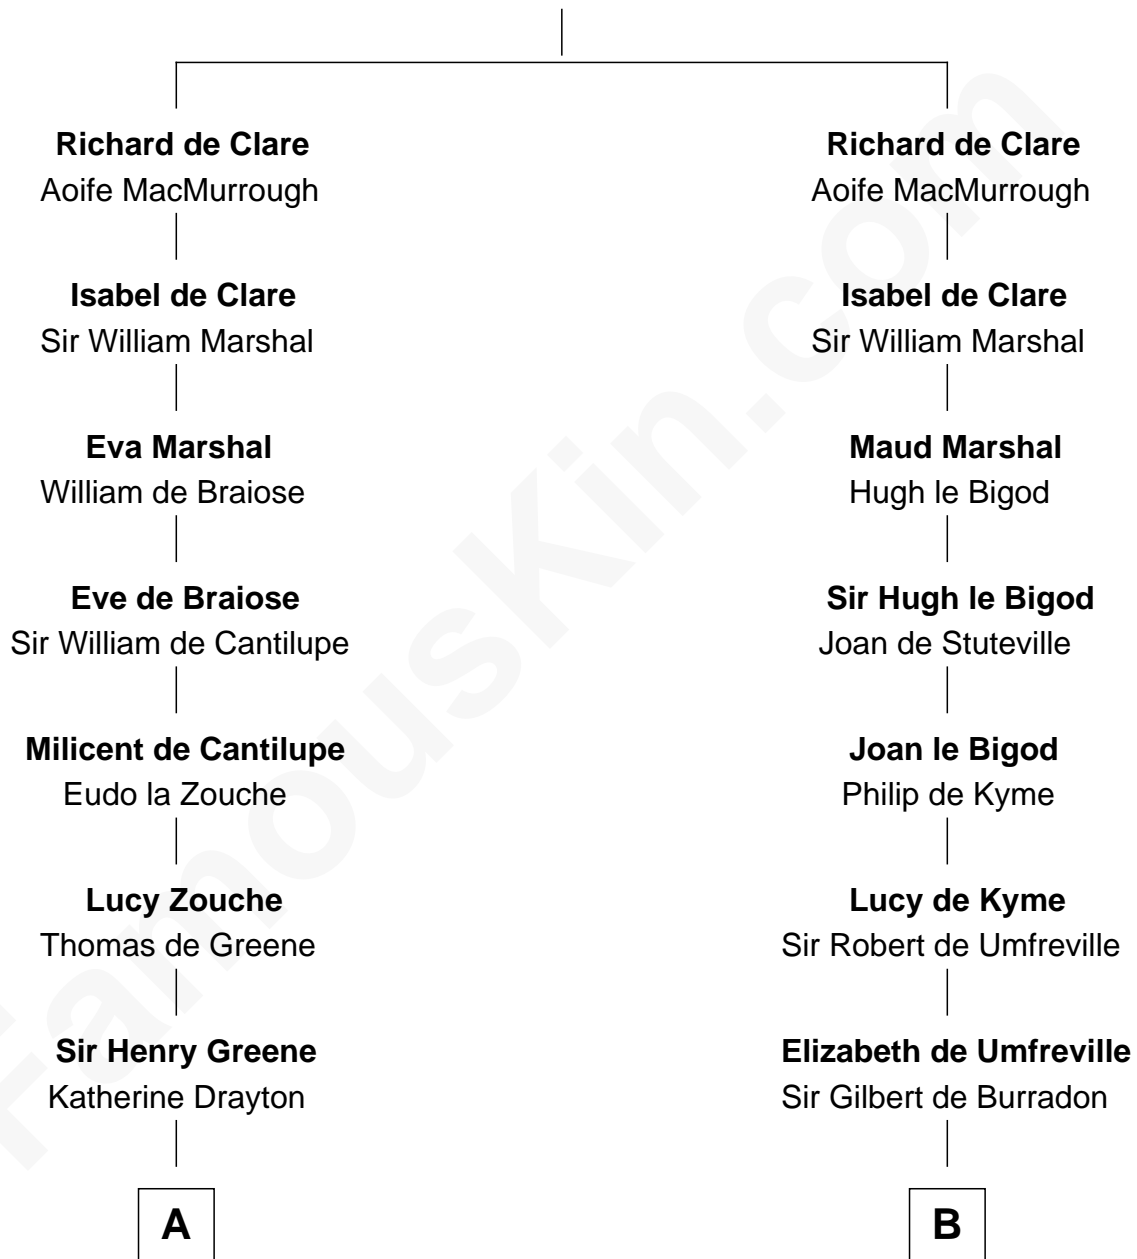 Richard de Clare
Aoife MacMurrough
Isabel de Clare
Sir William Marshal
Eva Marshal
William de Braiose
Eve de Braiose
Sir William de Cantilupe
Milicent de Cantilupe
Eudo la Zouche
Lucy Zouche
Thomas de Greene
Sir Henry Greene
Katherine Drayton
A
Richard de Clare
Aoife MacMurrough
Isabel de Clare
Sir William Marshal
Maud Marshal
Hugh le Bigod
Sir Hugh le Bigod
Joan de Stuteville
Joan le Bigod
Philip de Kyme
Lucy de Kyme
Sir Robert de Umfreville
Elizabeth de Umfreville
Sir Gilbert de Burradon
B
FamousKin.com